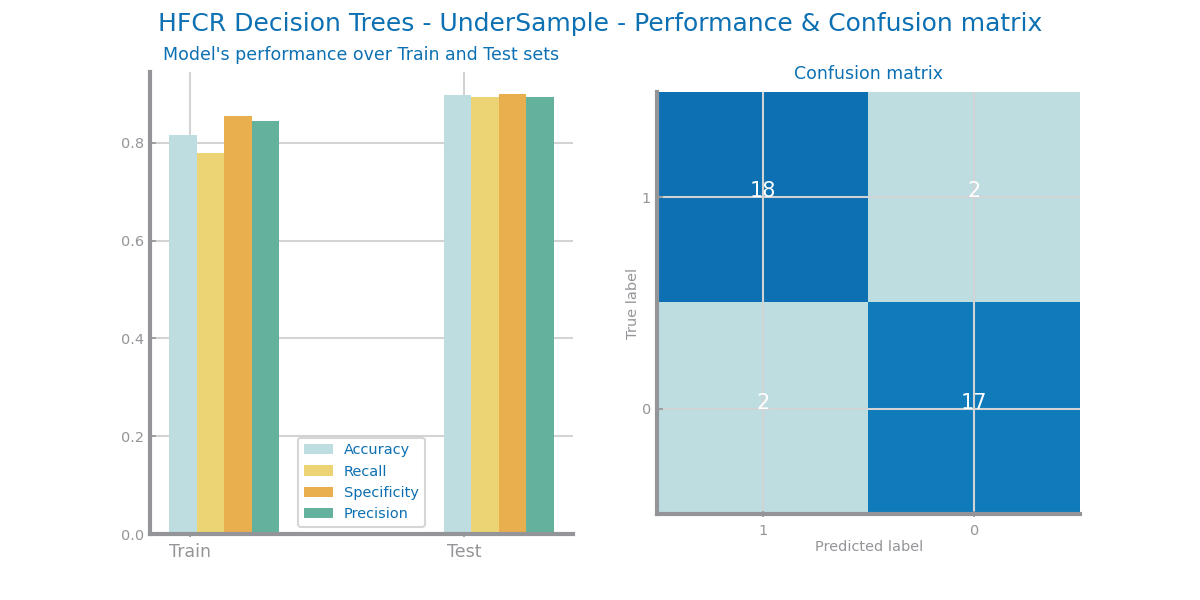 HFCR Decision Trees - UnderSample - Performance & Confusion matrix
Model's performance over Train and Test sets
0.8
0.6
0.4
0.2
0.0
Train
Test
Accuracy
Recall
Specificity
Precision
Confusion matrix
True label
1
0
18
2
2
17
1
0
Predicted label